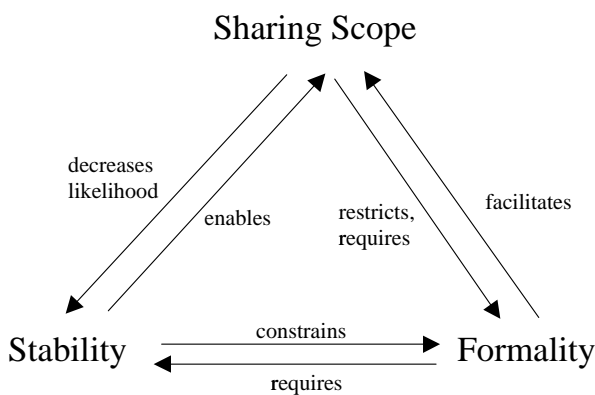 Sharing Scope
decreases
likelihood
enables
restricts,
requires
facilitates
Stability
constrains
Formality
requires